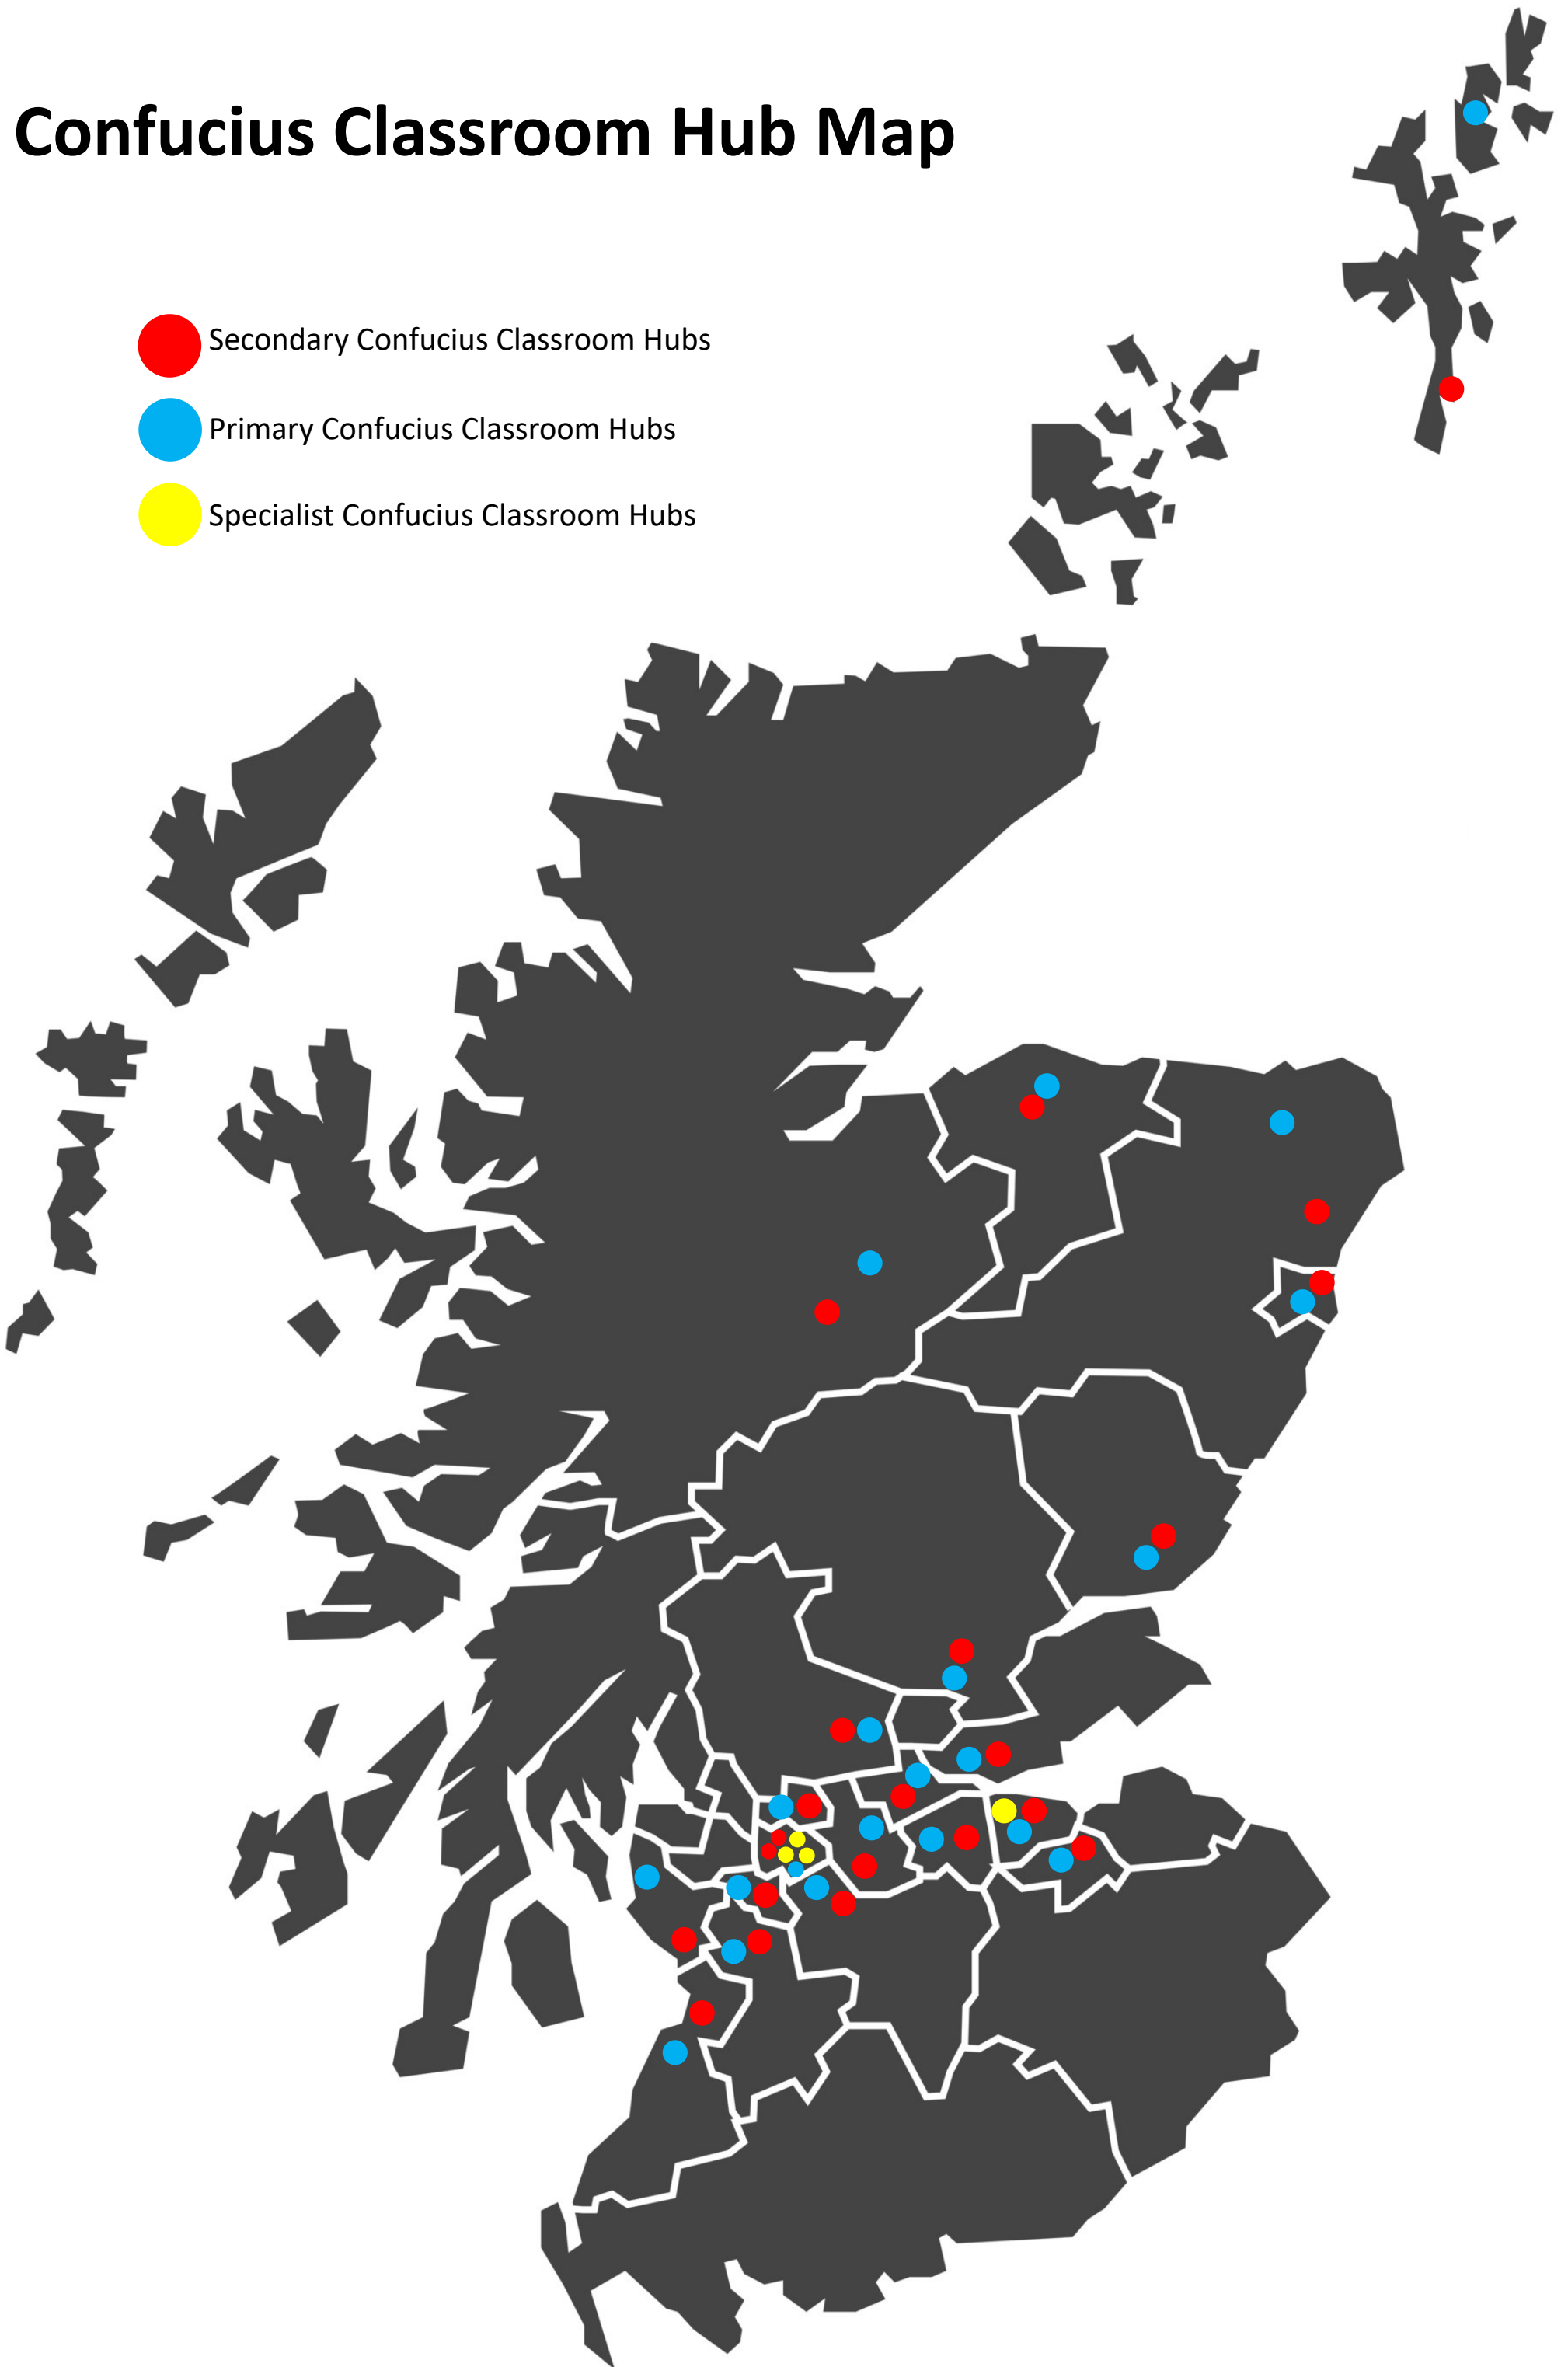 Confucius Classroom Hub Map
Secondary Confucius Classroom Hubs
Primary Confucius Classroom Hubs
Specialist Confucius Classroom Hubs